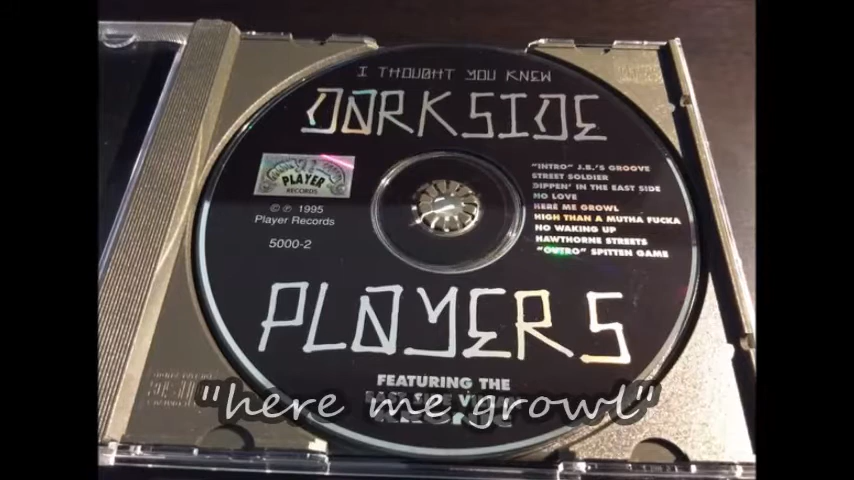 I THOUGHT YOU KNEW
DARKSIDE
PLAYER
RECORDS
© ℗ 1995
Player Records
5000-2
"INTRO" J.B.'S GROOVE
STREET SOLDIER
DIPPEN' IN THE EAST SIDE
NO LOVE
HERE ME GROWL
HIGH THAN A MUTHA FUCKA
NO WAKING UP
HAWTHORNE STREETS
"OUTRO" SPITTEN GAME
PLAYERS
FEATURING THE
EAST SIDE
"here me growl"